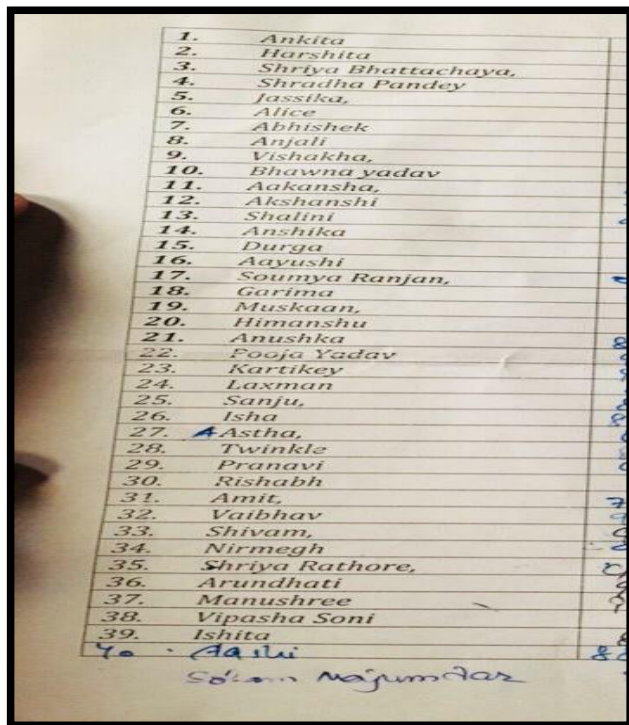 1. Ankita
2. Harshita
3. Shriya Bhattachaya,
4. Shradha Pandey
5. Jassika,
6. Alice
7. Abhishek
8. Anjali
9. Vishakha,
10. Bhawna yadav
11. Aakansha,
12. Akshanshi
13. Shalini
14. Anshika
15. Durga
16. Aayushi
17. Soumya Ranjan,
18. Garima
19. Muskaan,
20. Himanshu
21. Anushka
22. Pooja Yadav
23. Kartikey
24. Laxman
25. Sanju,
26. Isha
27. AAstha,
28. Twinkle
29. Pranavi
30. Rishabh
31. Amit,
32. Vaibhav
33. Shivam,
34. Nirmegh
35. Shriya Rathore,
36. Arundhati
37. Manushree
38. Vipasha Soni
39. Ishita
40. Aashi
Majumdar